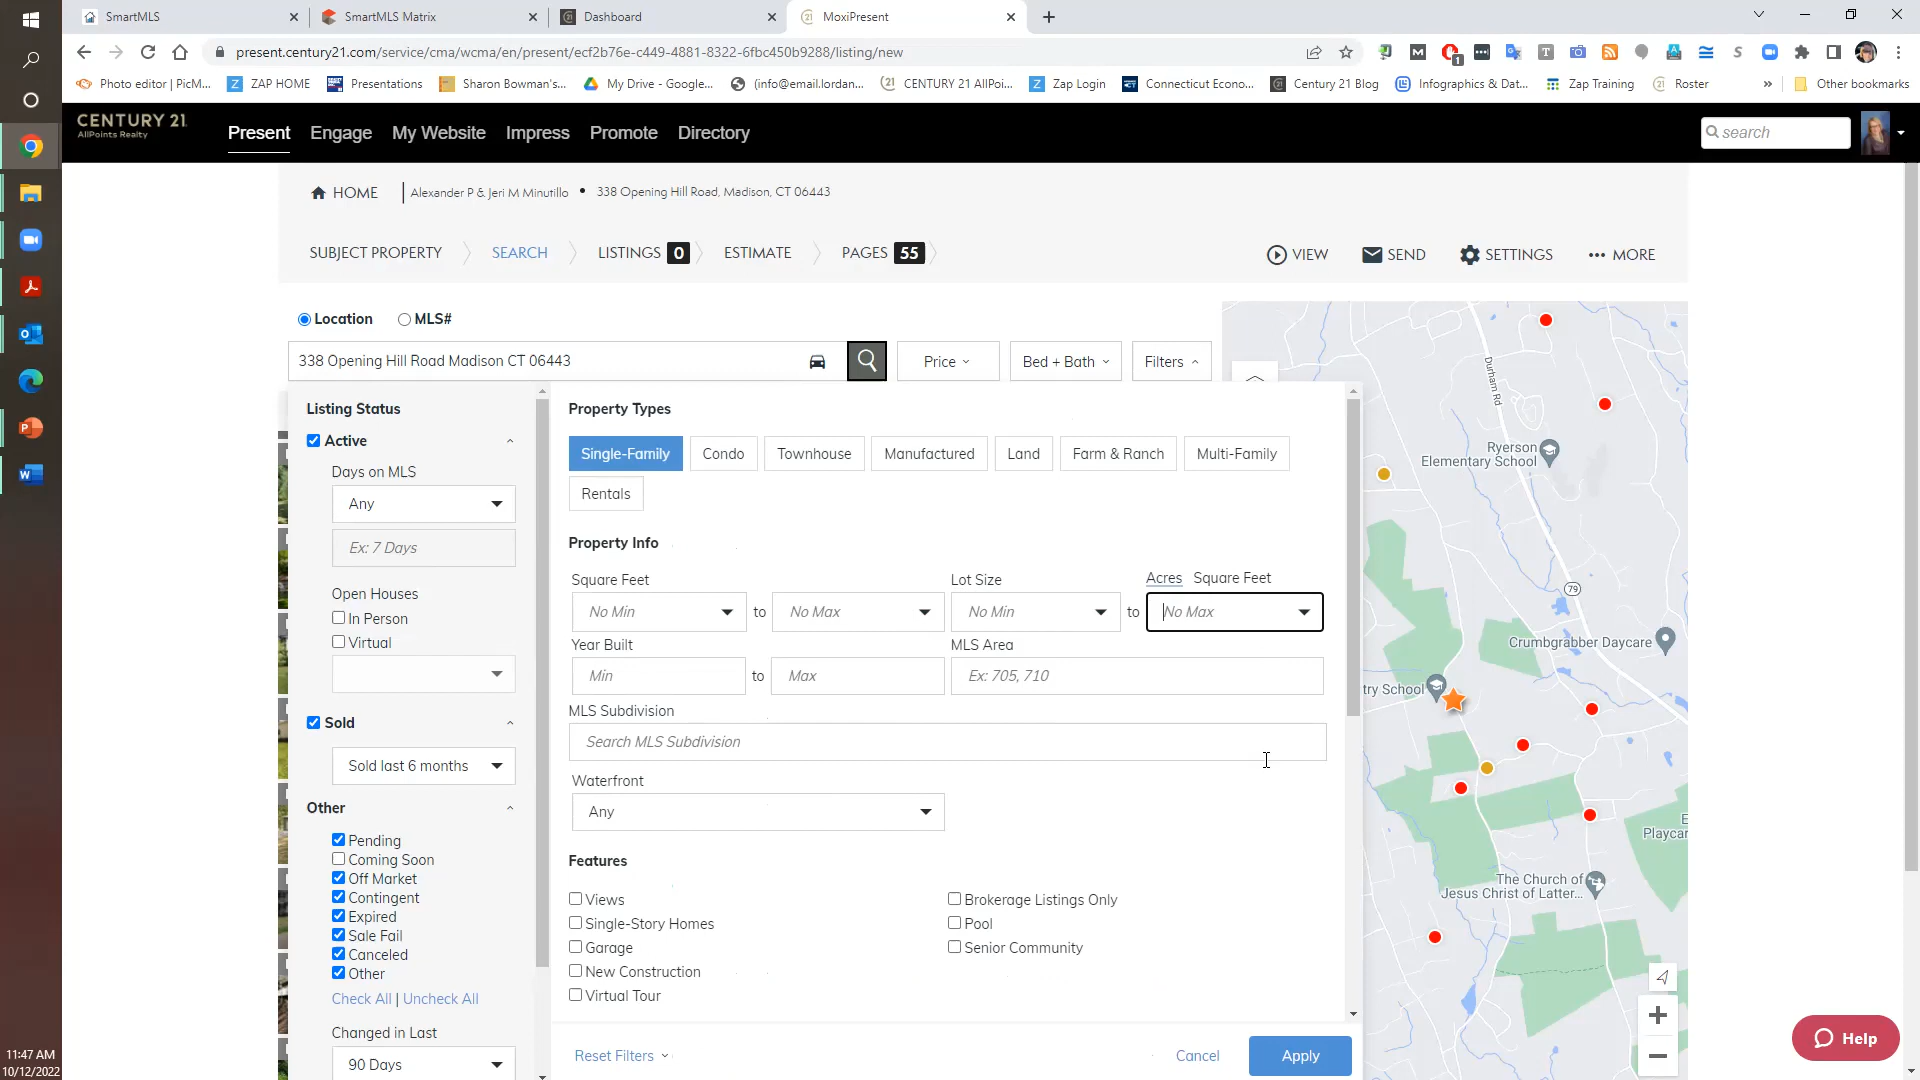 SmartMLS
SmartMLS Matrix
Dashboard
MoxiPresent
present.century21.com/service/cma/wcma/en/present/ecf2b76e-c449-4881-8322-6fbc450b9288/listing/new
1
Photo editor | PicM...
ZAP HOME
Presentations
Sharon Bowman's...
My Drive - Google...
(info@email.lordan...
CENTURY 21 AllPoi...
Zap Login
Connecticut Econo...
Century 21 Blog
Infographics & Dat...
Zap Training
Roster
»
Other bookmarks
CENTURY 21
AllPoints Realty
Present
Engage
My Website
Impress
Promote
Directory
search
HOME
Alexander P & Jeri M Minutillo • 338 Opening Hill Road, Madison, CT 06443
SUBJECT PROPERTY
SEARCH
LISTINGS 0
ESTIMATE
PAGES 55
VIEW
SEND
SETTINGS
MORE
Location
MLS#
338 Opening Hill Road Madison CT 06443
Price
Bed + Bath
Filters
Listing Status
Active
Days on MLS
Any
Ex: 7 Days
Open Houses
In Person
Virtual
Sold
Sold last 6 months
Other
Pending
Coming Soon
Off Market
Contingent
Expired
Sale Fail
Canceled
Other
Check All | Uncheck All
Changed in Last
90 Days
Property Types
Single-Family
Condo
Townhouse
Manufactured
Land
Farm & Ranch
Multi-Family
Rentals
Property Info
Square Feet
No Min
to
No Max
Lot Size
Acres
Square Feet
No Min
to
No Max
Year Built
Min
to
Max
MLS Area
Ex: 705, 710
MLS Subdivision
Search MLS Subdivision
Waterfront
Any
Features
Views
Single-Story Homes
Garage
New Construction
Virtual Tour
Brokerage Listings Only
Pool
Senior Community
Reset Filters
Cancel
Apply
Durham Rd
Ryerson
Elementary School
79
Crumbgrabber Daycare
try School
E
Playcar
The Church of
Jesus Christ of Latter...
Help
11:47 AM
10/12/2022